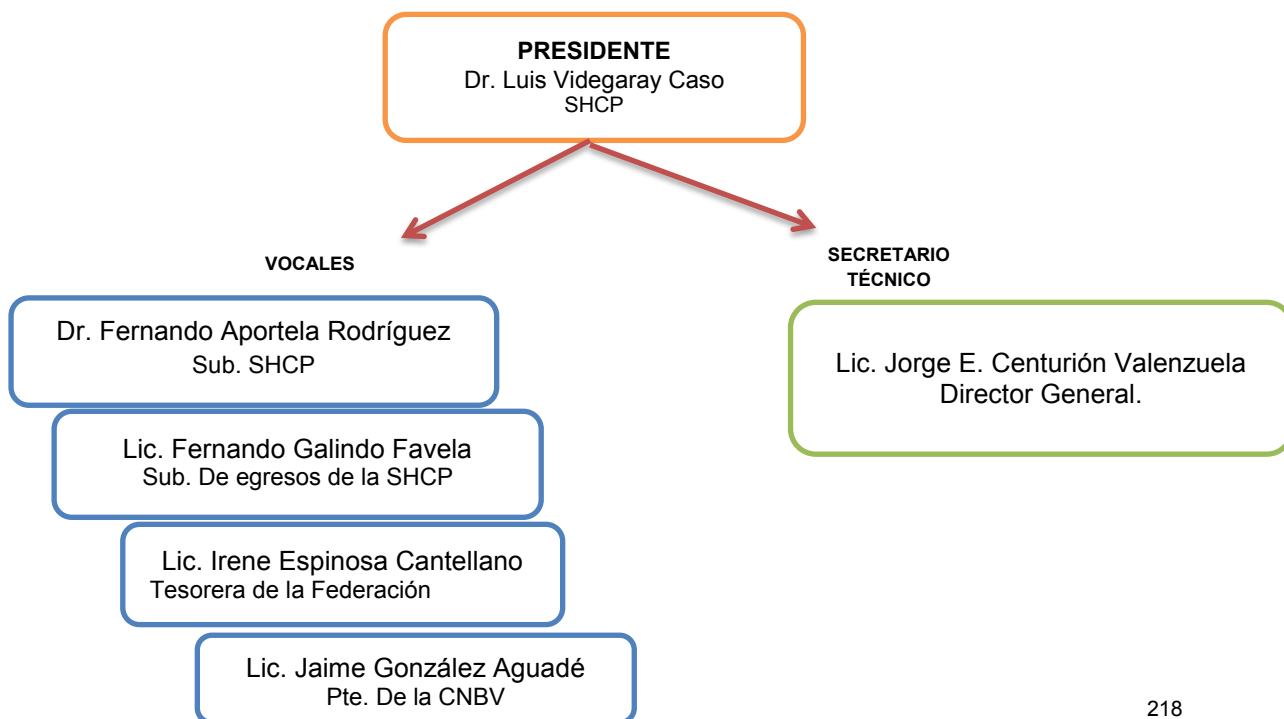 PRESIDENTE
Dr. Luis Videgaray Caso
SHCP
VOCALES
Dr. Fernando Aportela Rodríguez
Sub. SHCP
Lic. Fernando Galindo Favela
Sub. De egresos de la SHCP
Lic. Irene Espinosa Cantellano
Tesorera de la Federación
Lic. Jaime González Aguadé
Pte. De la CNBV
SECRETARIO
TÉCNICO
Lic. Jorge E. Centurión Valenzuela
Director General.
218